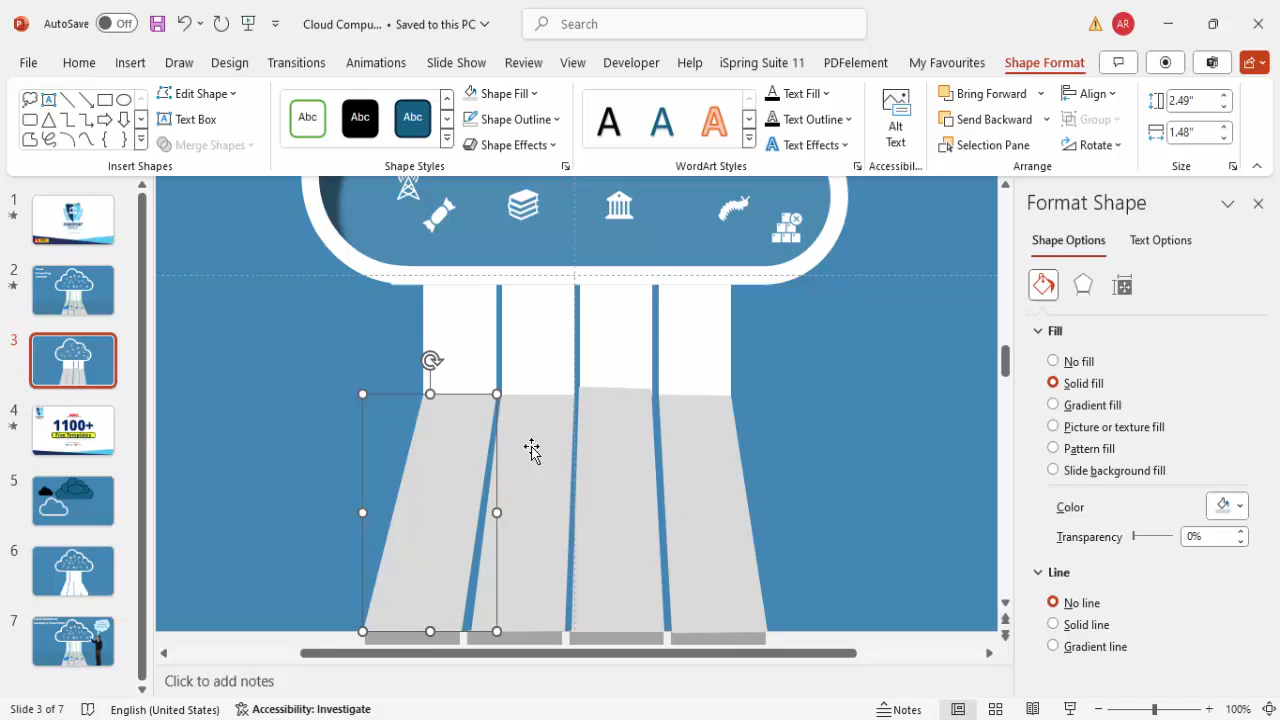 AutoSave Off Cloud Compu... • Saved to this PC Search AR
File Home Insert Draw Design Transitions Animations Slide Show Review View Developer Help iSpring Suite 11 PDFelement My Favourites Shape Format
Edit Shape
Text Box
Merge Shapes
Insert Shapes
Abc Abc Abc
Shape Fill
Shape Outline
Shape Effects
Shape Styles
A A A
Text Fill
Text Outline
Text Effects
WordArt Styles
Alt
Text
Accessibil...
Bring Forward
Send Backward
Selection Pane
Align
Group
Rotate
Arrange
2.49"
1.48"
Size
1
2
3
4
1100+
5
6
7
Format Shape
Shape Options Text Options
Fill
No fill
Solid fill
Gradient fill
Picture or texture fill
Pattern fill
Slide background fill
Color
Transparency 0%
Line
No line
Solid line
Gradient line
Click to add notes
Slide 3 of 7 English (United States) Accessibility: Investigate Notes 100%